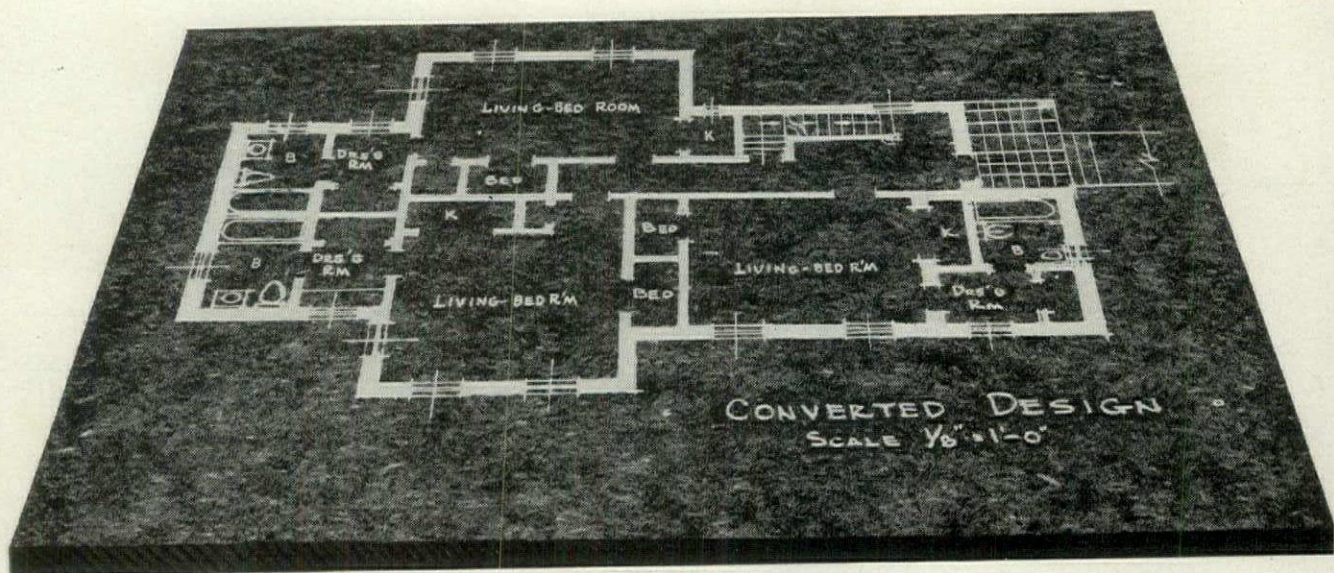 LIVING-BED ROOM
K
B
DRS'G
RM
BED
K
BED
K
B
DRS'G
RM
B
LIVING-BED R'M
DRS'G
RM
BED
LIVING-BED R'M
CONVERTED DESIGN
SCALE 1/8" = 1'-0"